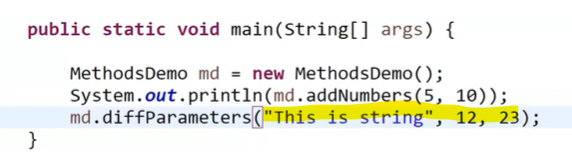 public static void main(String[] args) {
MethodsDemo md = new MethodsDemo();
System.out.println(md.addNumbers(5, 10));
md.diffParameters("This is string", 12, 23);
}